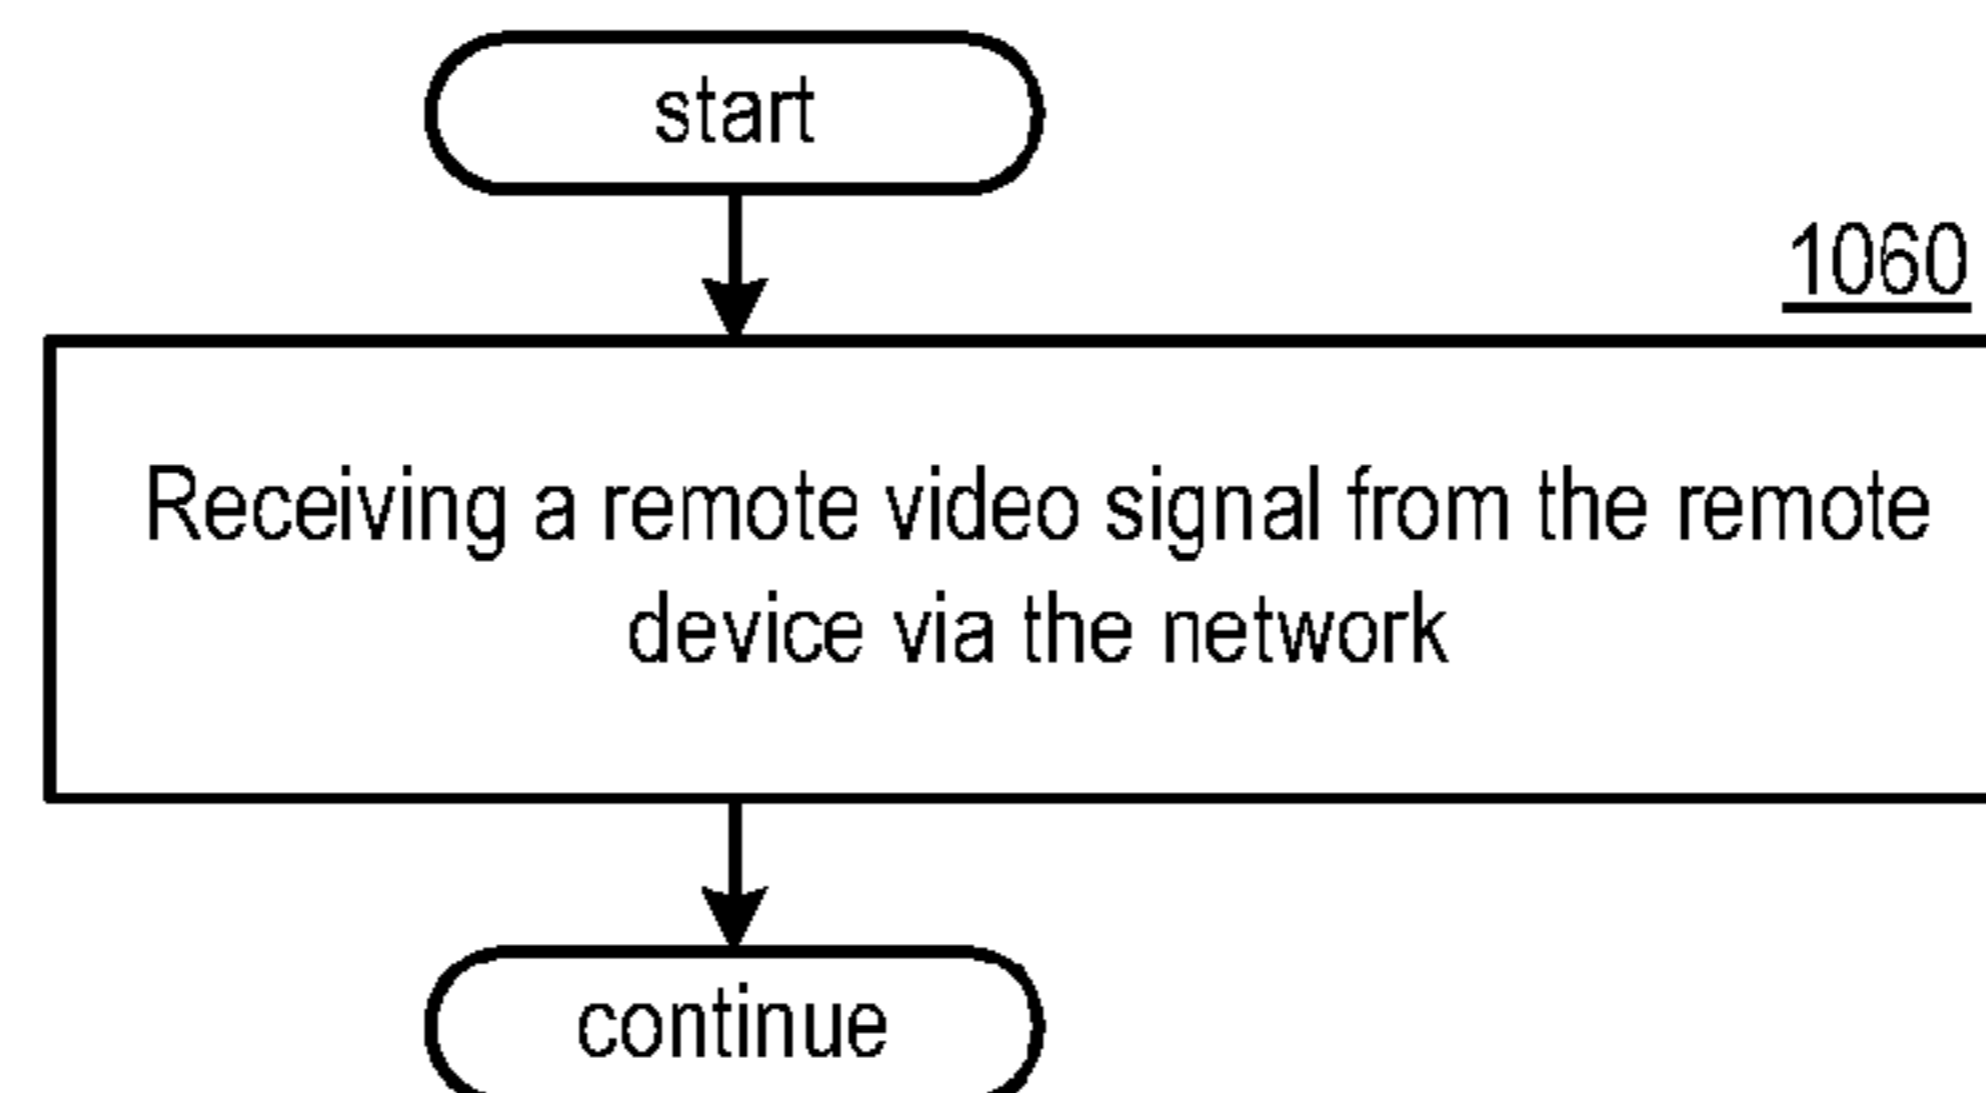 start
1060
Receiving a remote video signal from the remote
device via the network
continue